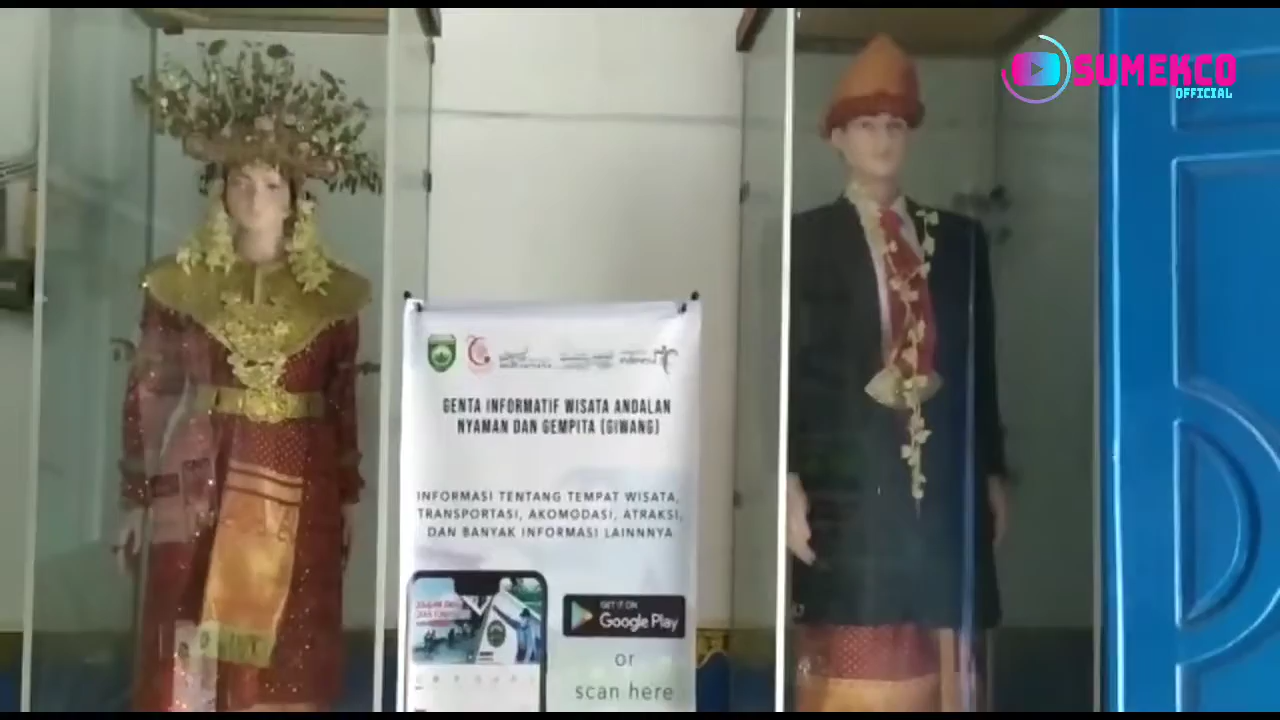 SUMEKCO
OFFICIAL
GENTA INFORMATIF WISATA ANDALAN
NYAMAN DAN GEMPITA (GIWANG)
INFORMASI TENTANG TEMPAT WISATA,
TRANSPORTASI, AKOMODASI, ATRAKSI,
DAN BANYAK INFORMASI LAINNNYA
GET IT ON
Google Play
or
scan here